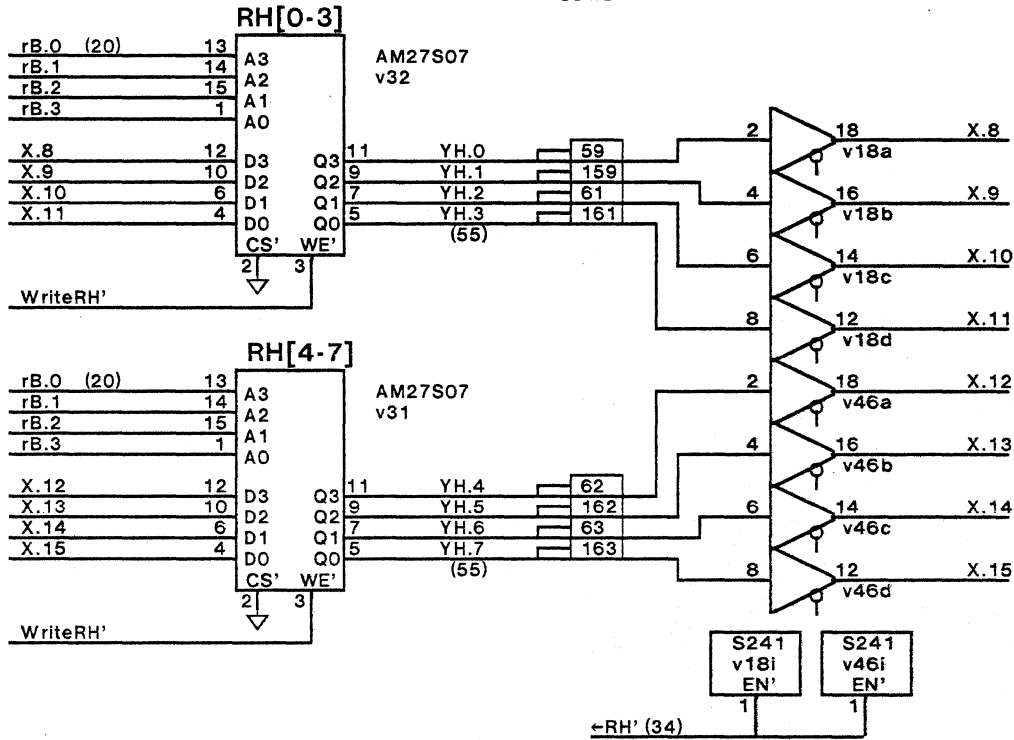 RH[0-3]
rB.0 (20) 13 A3
rB.1 14 A2
rB.2 15 A1
rB.3 1 A0
AM27S07
v32
X.8 12 D3 Q3 11 YH.0 59
X.9 10 D2 Q2 9 YH.1 159
X.10 6 D1 Q1 7 YH.2 61
X.11 4 D0 Q0 5 YH.3 161
(55)
CS' WE'
2 3
WriteRH'
2 18 X.8
v18a
4 16 X.9
v18b
6 14 X.10
v18c
8 12 X.11
v18d
RH[4-7]
rB.0 (20) 13 A3
rB.1 14 A2
rB.2 15 A1
rB.3 1 A0
AM27S07
v31
X.12 12 D3 Q3 11 YH.4 62
X.13 10 D2 Q2 9 YH.5 162
X.14 6 D1 Q1 7 YH.6 63
X.15 4 D0 Q0 5 YH.7 163
(55)
CS' WE'
2 3
WriteRH'
2 18 X.12
v46a
4 16 X.13
v46b
6 14 X.14
v46c
8 12 X.15
v46d
S241
v18i
EN'
1
S241
v46i
EN'
1
←RH' (34)